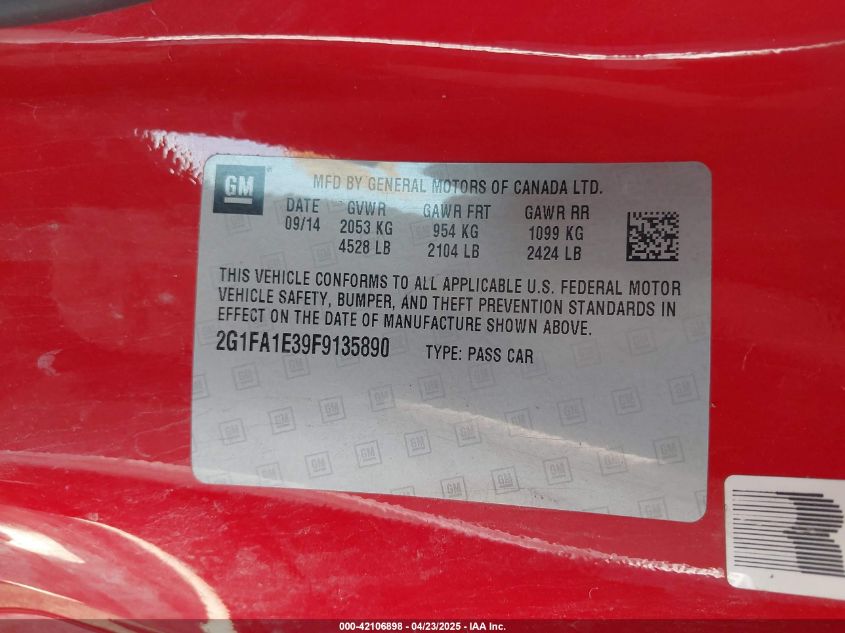 GM
MFD BY GENERAL MOTORS OF CANADA LTD.
DATE GVWR GAWR FRT GAWR RR
09/14 2053 KG 954 KG 1099 KG
4528 LB 2104 LB 2424 LB
THIS VEHICLE CONFORMS TO ALL APPLICABLE U.S. FEDERAL MOTOR
VEHICLE SAFETY, BUMPER, AND THEFT PREVENTION STANDARDS IN
EFFECT ON THE DATE OF MANUFACTURE SHOWN ABOVE.
2G1FA1E39F9135890 TYPE: PASS CAR
000-42106898 - 04/23/2025 - IAA Inc.